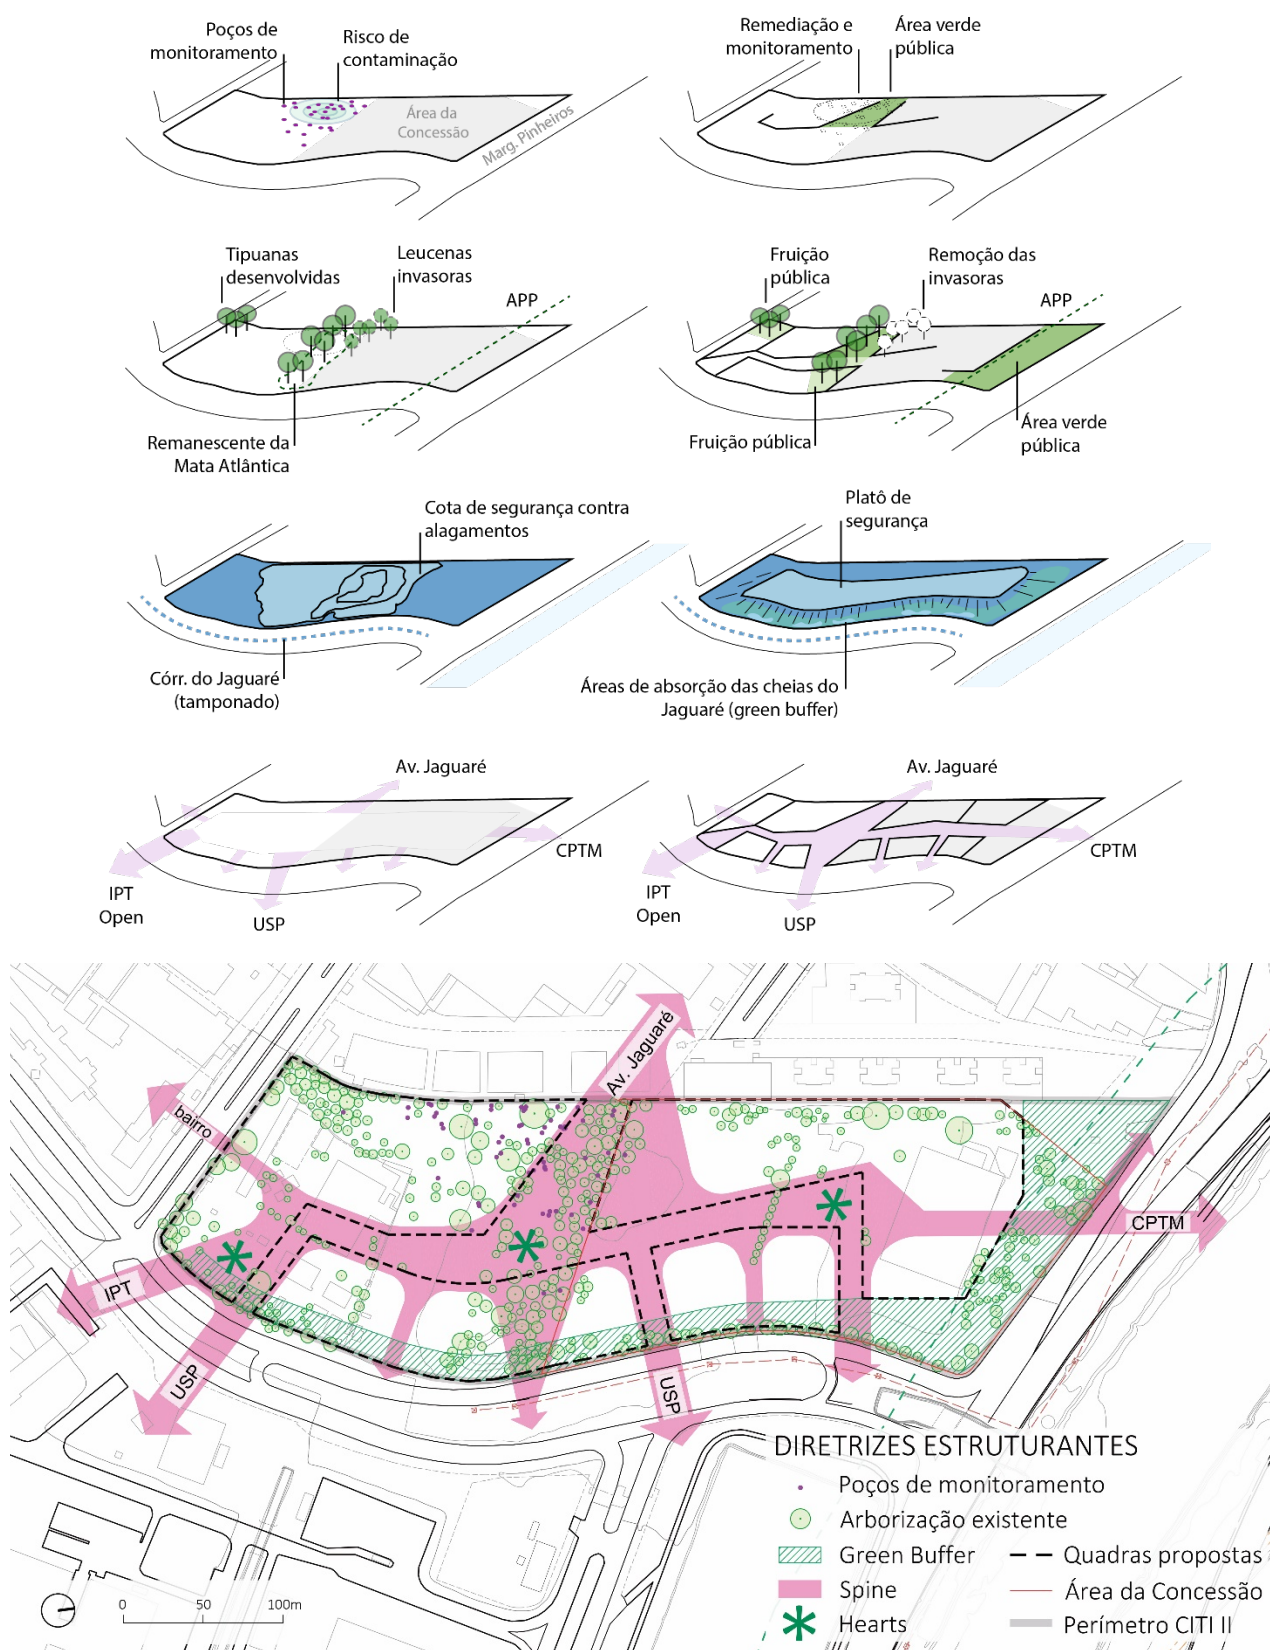 Poços de
monitoramento
Risco de
contaminação
Área da
Concessão
Marg. Pinheiros
Remediação e
monitoramento
Área verde
pública
Tipuanas
desenvolvidas
Leucenas
invasoras
APP
Remanescente da
Mata Atlântica
Fruição
pública
Remoção das
invasoras
APP
Fruição pública
Área verde
pública
Cota de segurança contra
alagamentos
Córr. do Jaguaré
(tamponado)
Platô de
segurança
Áreas de absorção das cheias do
Jaguaré (green buffer)
Av. Jaguaré
CPTM
IPT
Open
USP
Av. Jaguaré
CPTM
IPT
Open
USP
Av. Jaguaré
bairro
CPTM
IPT
USP
USP
DIRETRIZES ESTRUTURANTES
Poços de monitoramento
Arborização existente
Green Buffer
Quadras propostas
Spine
Área da Concessão
Hearts
Perímetro CITI II
0 50 100m